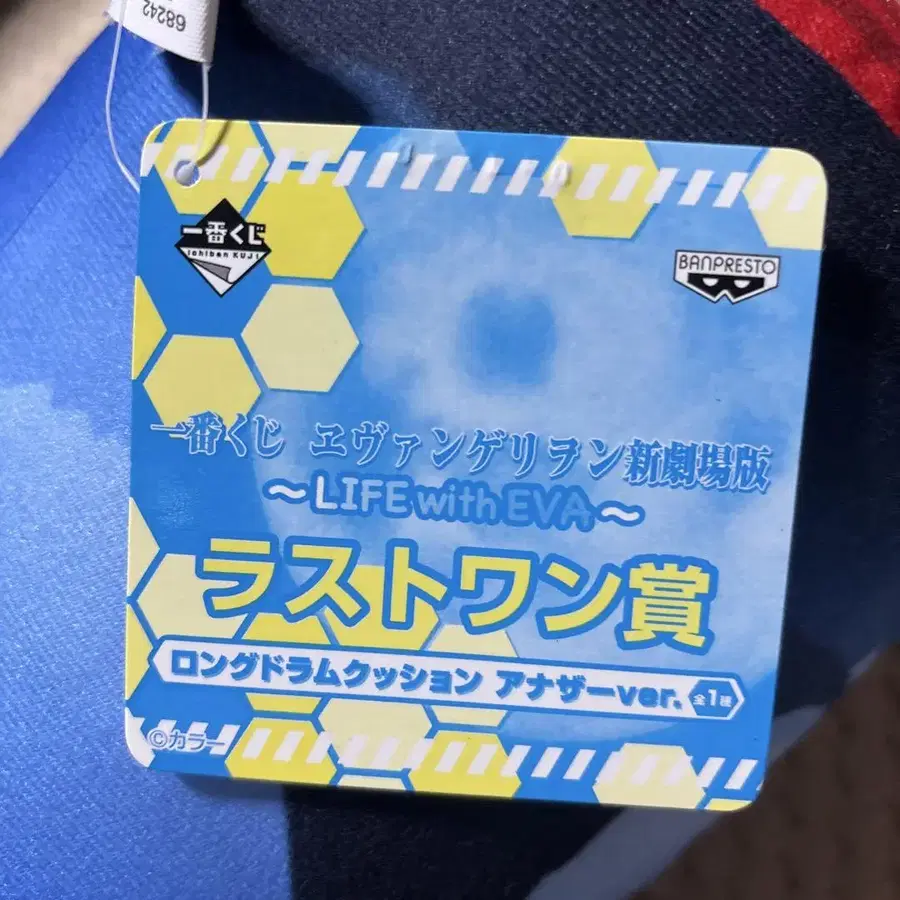 68242
一番くじ
Ichiban KUJI
BANPRESTO
一番くじ ヱヴァンゲリヲン新劇場版
～LIFE with EVA～
ラストワン賞
ロングドラムクッション アナザーver. 全1種
©カラー